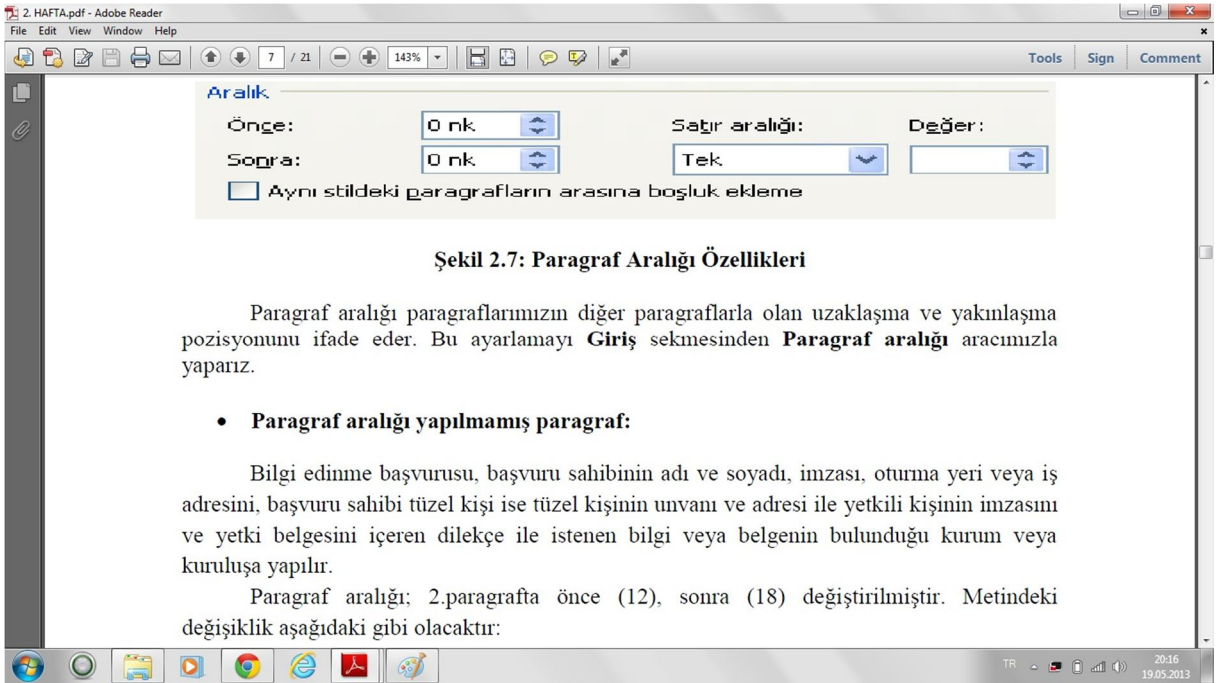 2. HAFTA.pdf - Adobe Reader
File Edit View Window Help
7 / 21 143% Tools Sign Comment
Aralık
Önce: 0 nk Satır aralığı: Değer:
Sonra: 0 nk Tek
Aynı stildeki paragrafların arasına boşluk ekleme
Şekil 2.7: Paragraf Aralığı Özellikleri
Paragraf aralığı paragraflarımızın diğer paragraflarla olan uzaklaşma ve yakınlaşma
pozisyonunu ifade eder. Bu ayarlamayı Giriş sekmesinden Paragraf aralığı aracımızla
yaparız.
• Paragraf aralığı yapılmamış paragraf:
Bilgi edinme başvurusu, başvuru sahibinin adı ve soyadı, imzası, oturma yeri veya iş
adresini, başvuru sahibi tüzel kişi ise tüzel kişinin unvanı ve adresi ile yetkili kişinin imzasını
ve yetki belgesini içeren dilekçe ile istenen bilgi veya belgenin bulunduğu kurum veya
kuruluşa yapılır.
Paragraf aralığı; 2.paragrafta önce (12), sonra (18) değiştirilmiştir. Metindeki
değişiklik aşağıdaki gibi olacaktır:
TR 20:16
19.05.2013